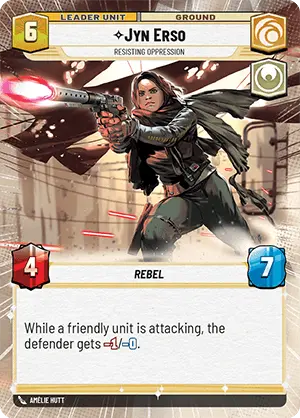 LEADER UNIT
GROUND
6
✧JYN ERSO
RESISTING OPPRESSION
4
REBEL
7
While a friendly unit is attacking, the
defender gets -1/-0.
AMÉLIE HUTT